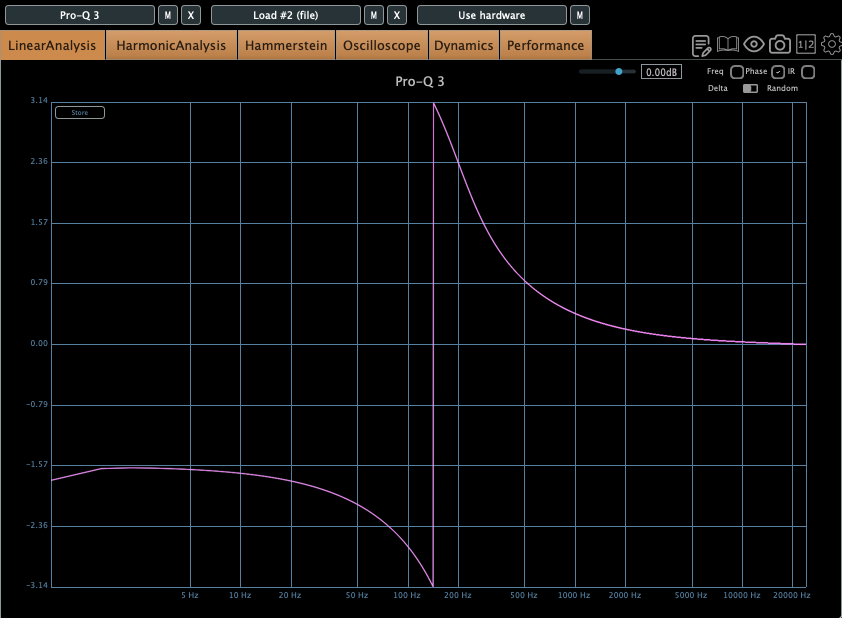 Pro-Q 3 M X Load #2 (file) M X Use hardware M
LinearAnalysis HarmonicAnalysis Hammerstein Oscilloscope Dynamics Performance 1|2
0.00dB Freq Phase IR
Pro-Q 3
Delta Random
3.14
Store
2.36
1.57
0.79
0.00
-0.79
-1.57
-2.36
-3.14
5 Hz 10 Hz 20 Hz 50 Hz 100 Hz 200 Hz 500 Hz 1000 Hz 2000 Hz 5000 Hz 10000 Hz 20000 Hz